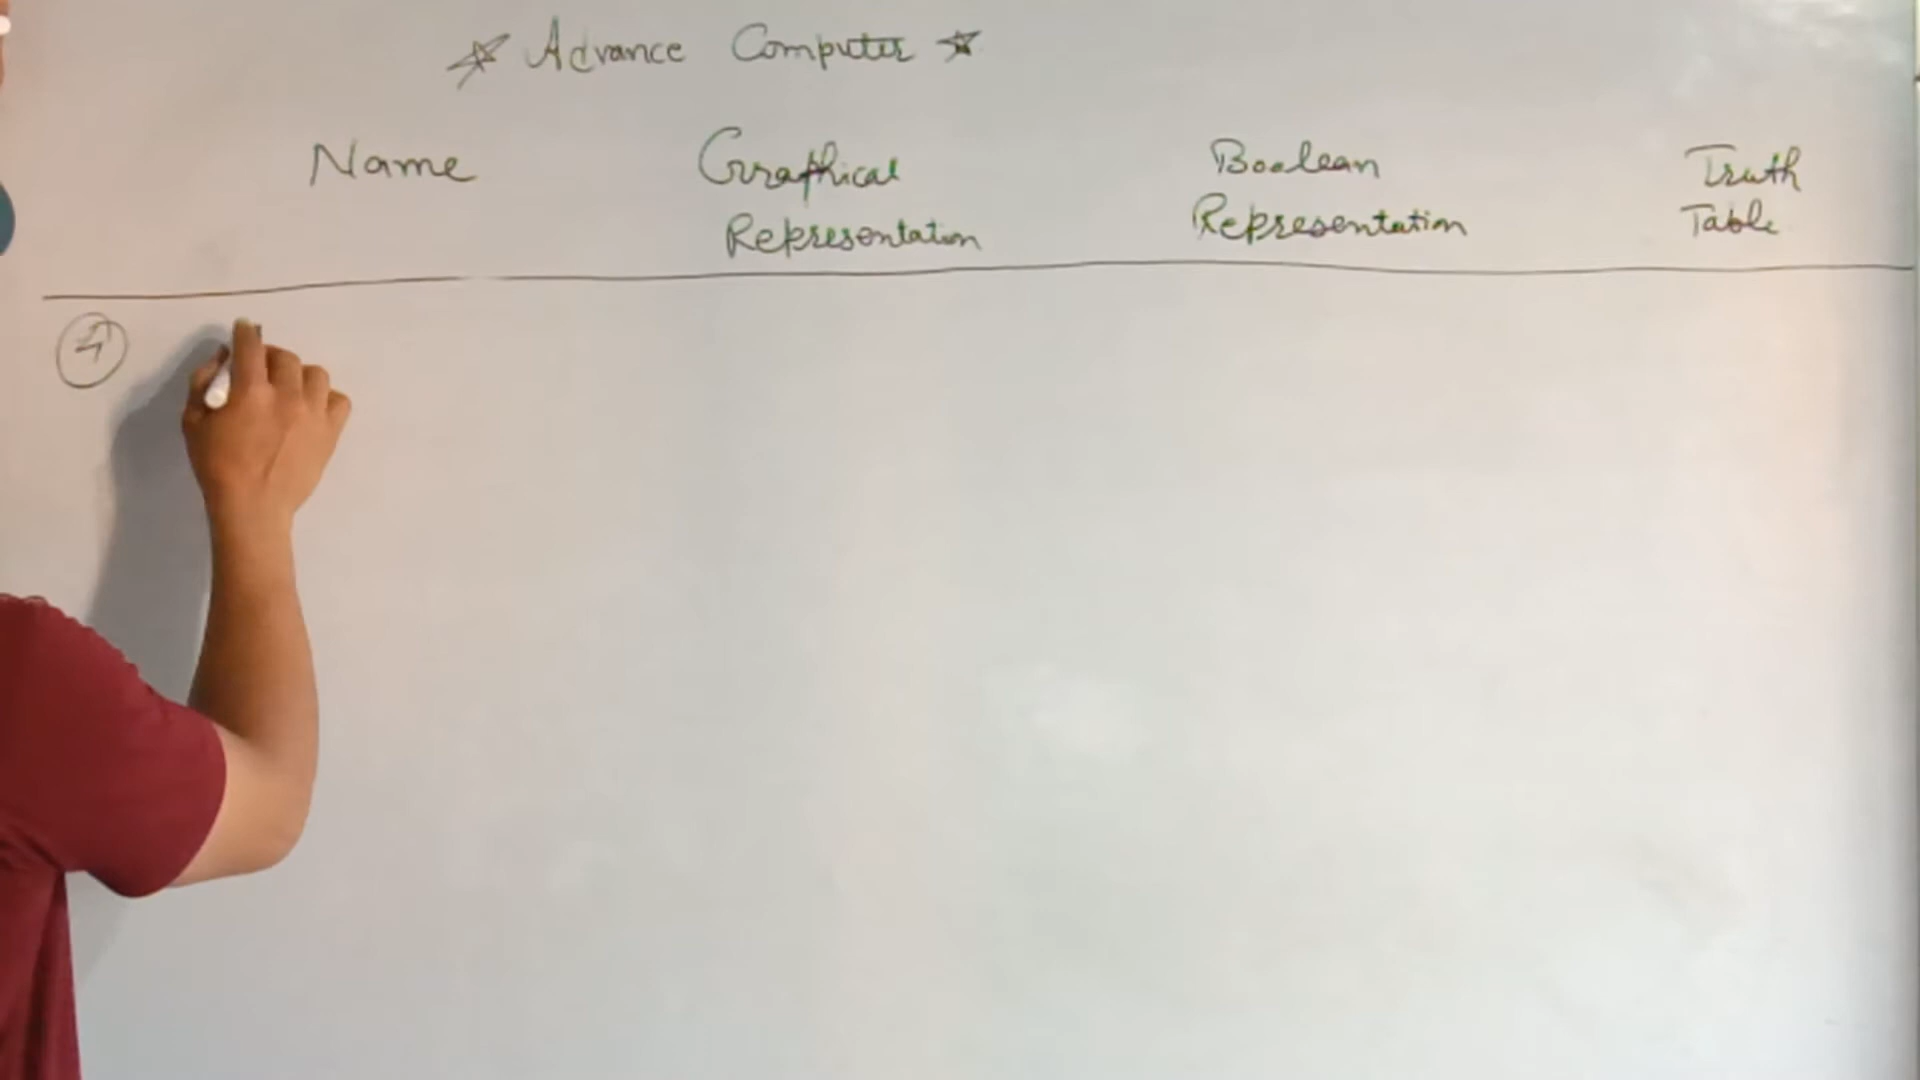 ☆ Advance Computer ☆
Name Graphical Representation Boolean Representation Truth Table
4